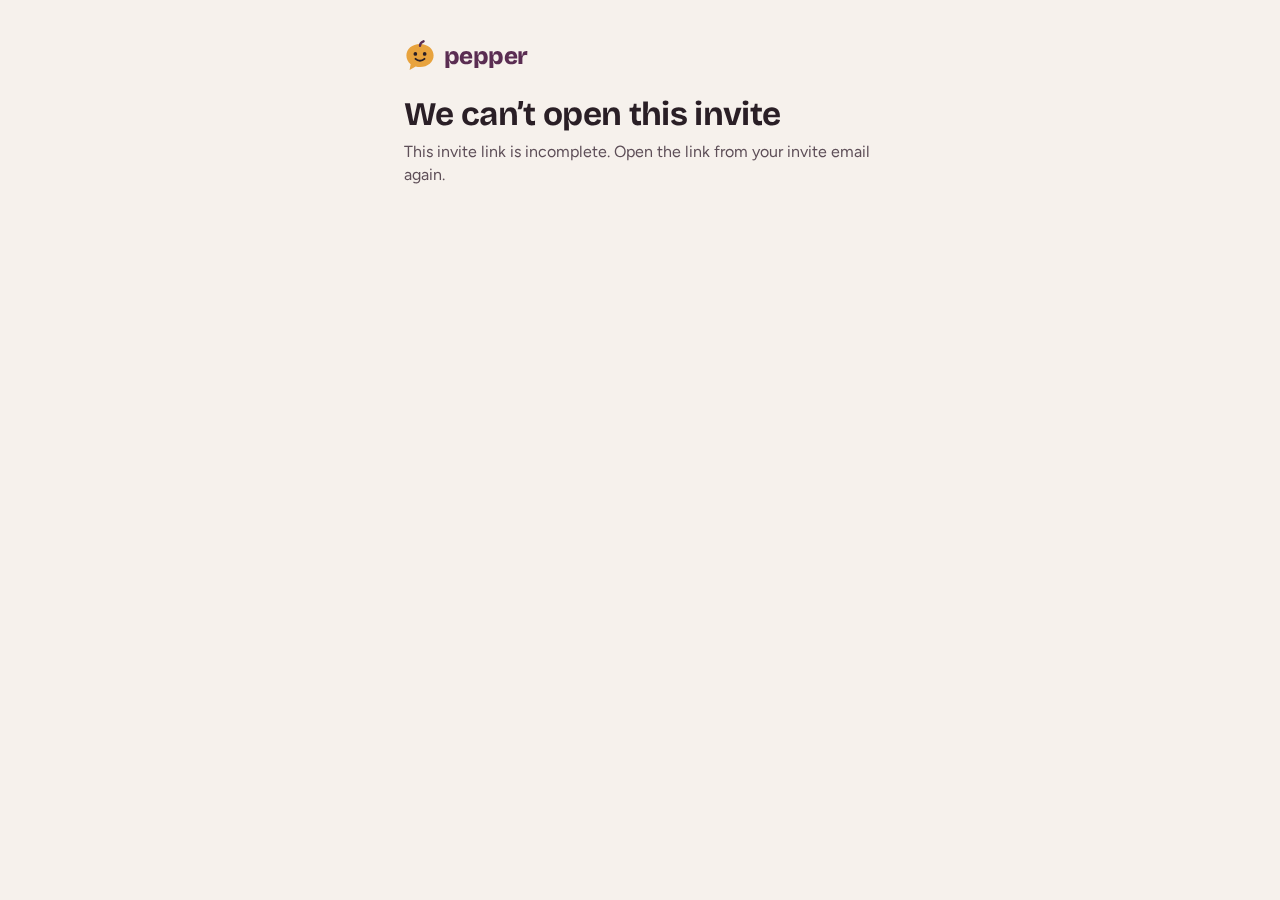 pepper
We can’t open this invite
This invite link is incomplete. Open the link from your invite email
again.